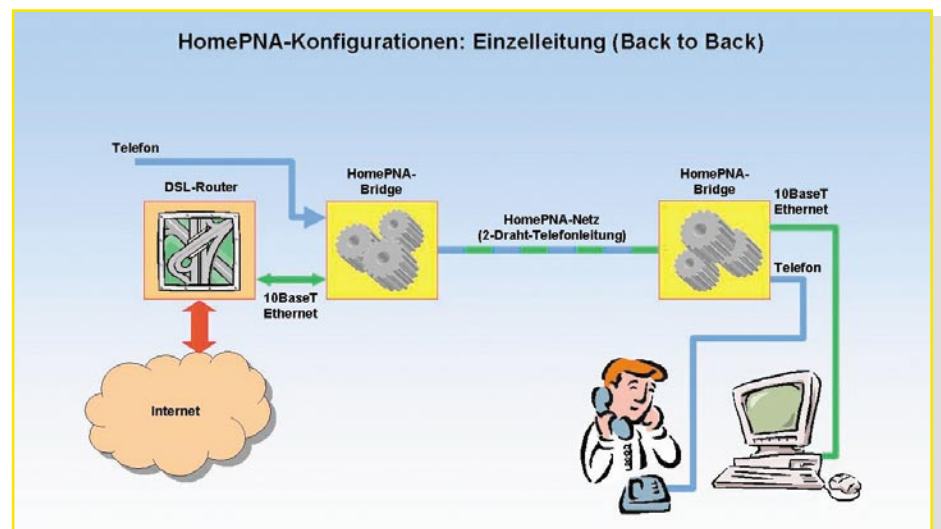 HomePNA-Konfigurationen: Einzelleitung (Back to Back)
Telefon
DSL-Router
HomePNA-
Bridge
HomePNA-Netz
(2-Draht-Telefonleitung)
HomePNA-
Bridge
10BaseT
Ethernet
Telefon
10BaseT
Ethernet
Internet